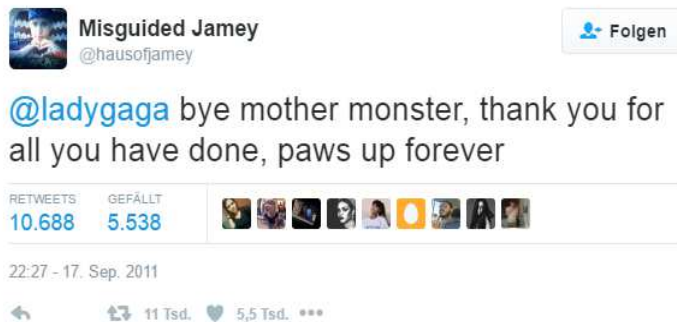 Misguided Jamey
@hausofjamey
Folgen
@ladygaga bye mother monster, thank you for
all you have done, paws up forever
RETWEETS GEFÄLLT
10.688 5.538
22:27 - 17. Sep. 2011
11 Tsd. 5,5 Tsd.